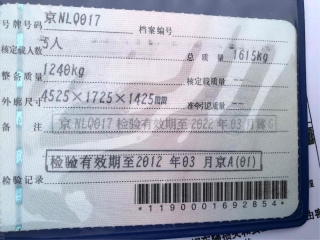 号牌号码 京NLQ017 档案编号
核定载人数 5人 总质量 1615kg
整备质量 1240kg 核定载质量 --
外廓尺寸 4525×1725×1425mm 准牵引总质量 --
备注 京NLQ017 检验有效期至2022年03月
检验有效期至2012年03月京A(01)
检验记录
*1190001692854*